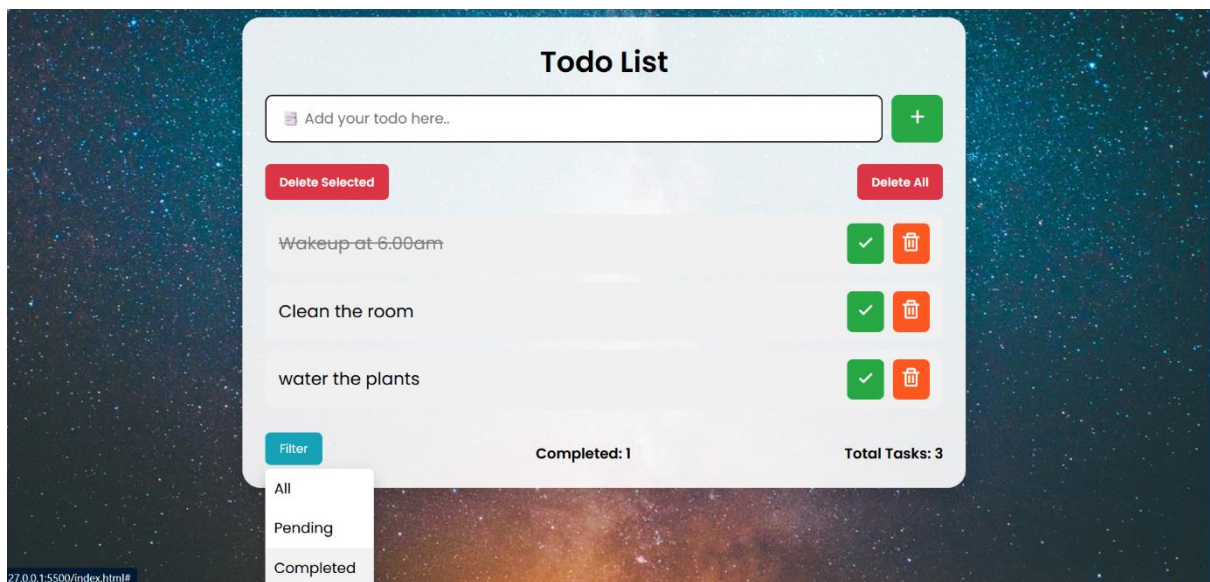 Todo List
Add your todo here..
+
Delete Selected
Delete All
Wakeup at 6.00am
Clean the room
water the plants
Filter
Completed: 1
Total Tasks: 3
All
Pending
Completed
27.0.0.1:5500/index.html#